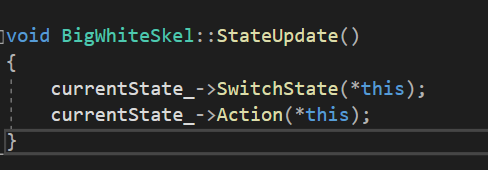 void BigWhiteSkel::StateUpdate()
{
    currentState_->SwitchState(*this);
    currentState_->Action(*this);
}